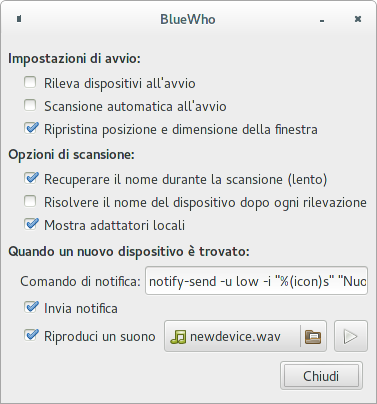 BlueWho
Impostazioni di avvio:
Rileva dispositivi all'avvio
Scansione automatica all'avvio
Ripristina posizione e dimensione della finestra
Opzioni di scansione:
Recuperare il nome durante la scansione (lento)
Risolvere il nome del dispositivo dopo ogni rilevazione
Mostra adattatori locali
Quando un nuovo dispositivo è trovato:
Comando di notifica: notify-send -u low -i "%(icon)s" "Nuo
Invia notifica
Riproduci un suono newdevice.wav
Chiudi